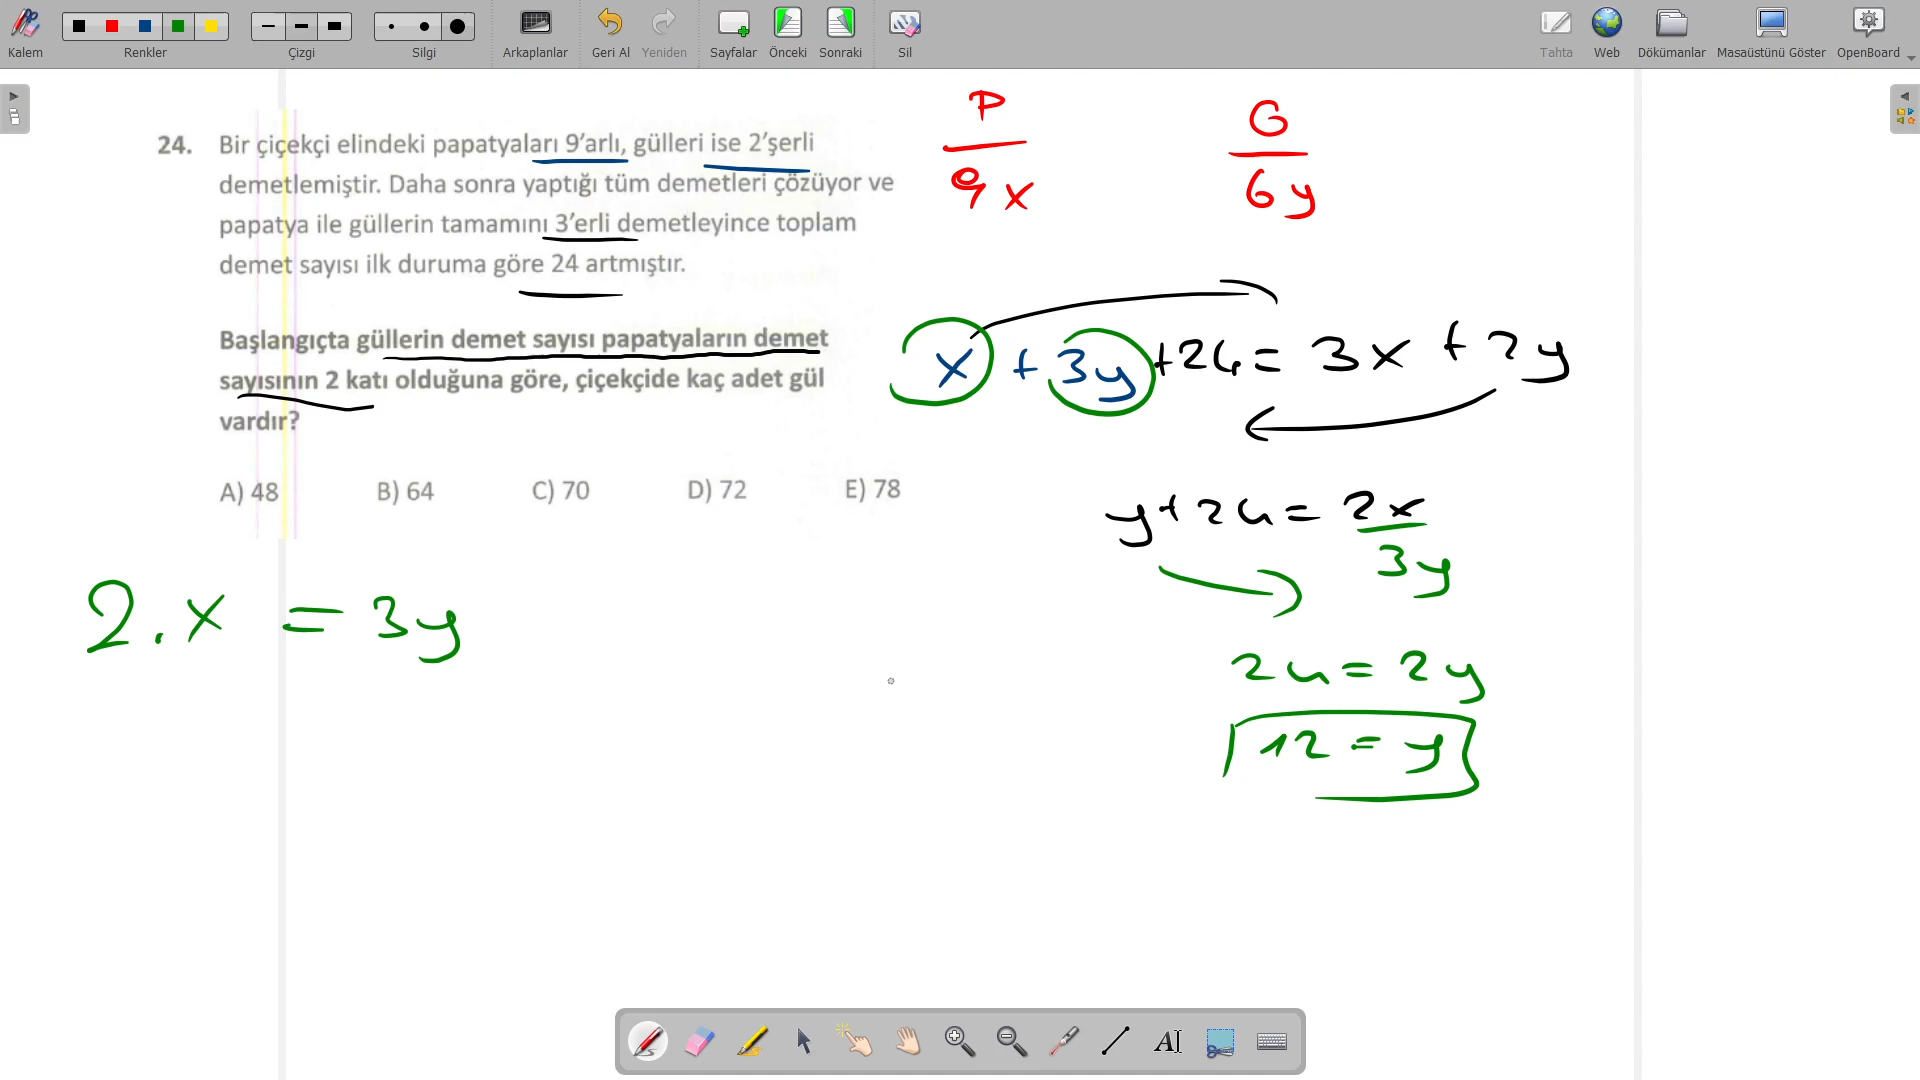 Kalem
Renkler
Çizgi
Silgi
Arkaplanlar
Geri Al
Yeniden
Sayfalar
Önceki
Sonraki
Sil
Tahta
Web
Dökümanlar
Masaüstünü Göster
OpenBoard
24. Bir çiçekçi elindeki papatyaları 9'arlı, gülleri ise 2'şerli
demetlemiştir. Daha sonra yaptığı tüm demetleri çözüyor ve
papatya ile güllerin tamamını 3'erli demetleyince toplam
demet sayısı ilk duruma göre 24 artmıştır.
Başlangıçta güllerin demet sayısı papatyaların demet
sayısının 2 katı olduğuna göre, çiçekçide kaç adet gül
vardır?
A) 48 B) 64 C) 70 D) 72 E) 78
P G
9x 6y
x + 3y + 24 = 3x + 2y
y + 24 = 2x
3y
2.x = 3y
24 = 2y
12 = y